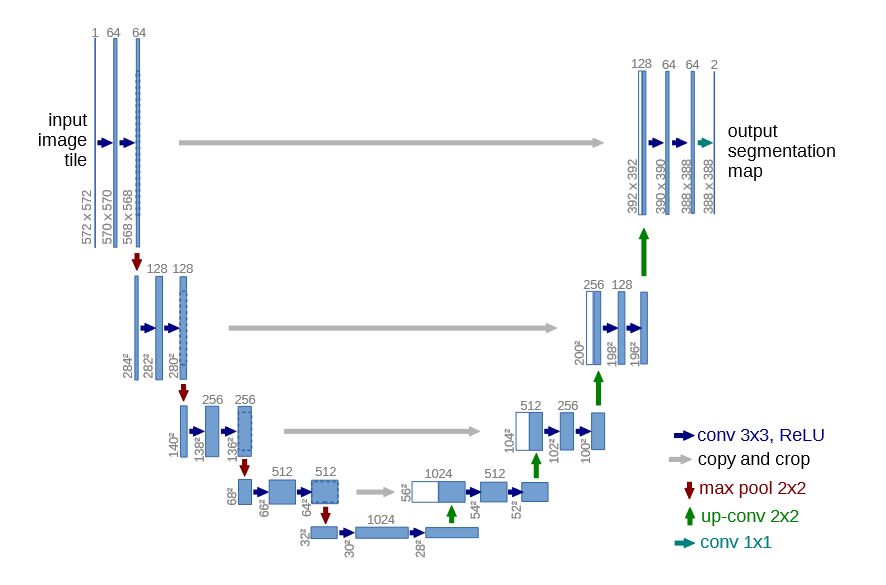 1 64 64
input
image
tile
572 x 572
570 x 570
568 x 568
128 64 64 2
output
segmentation
map
392 x 392
390 x 390
388 x 388
388 x 388
128 128
284²
282²
280²
256 128
200²
198²
196²
256 256
140²
138²
136²
512 256
104²
102²
100²
512 512
68²
66²
64²
1024 512
56²
54²
52²
1024
32²
30²
28²
conv 3x3, ReLU
copy and crop
max pool 2x2
up-conv 2x2
conv 1x1